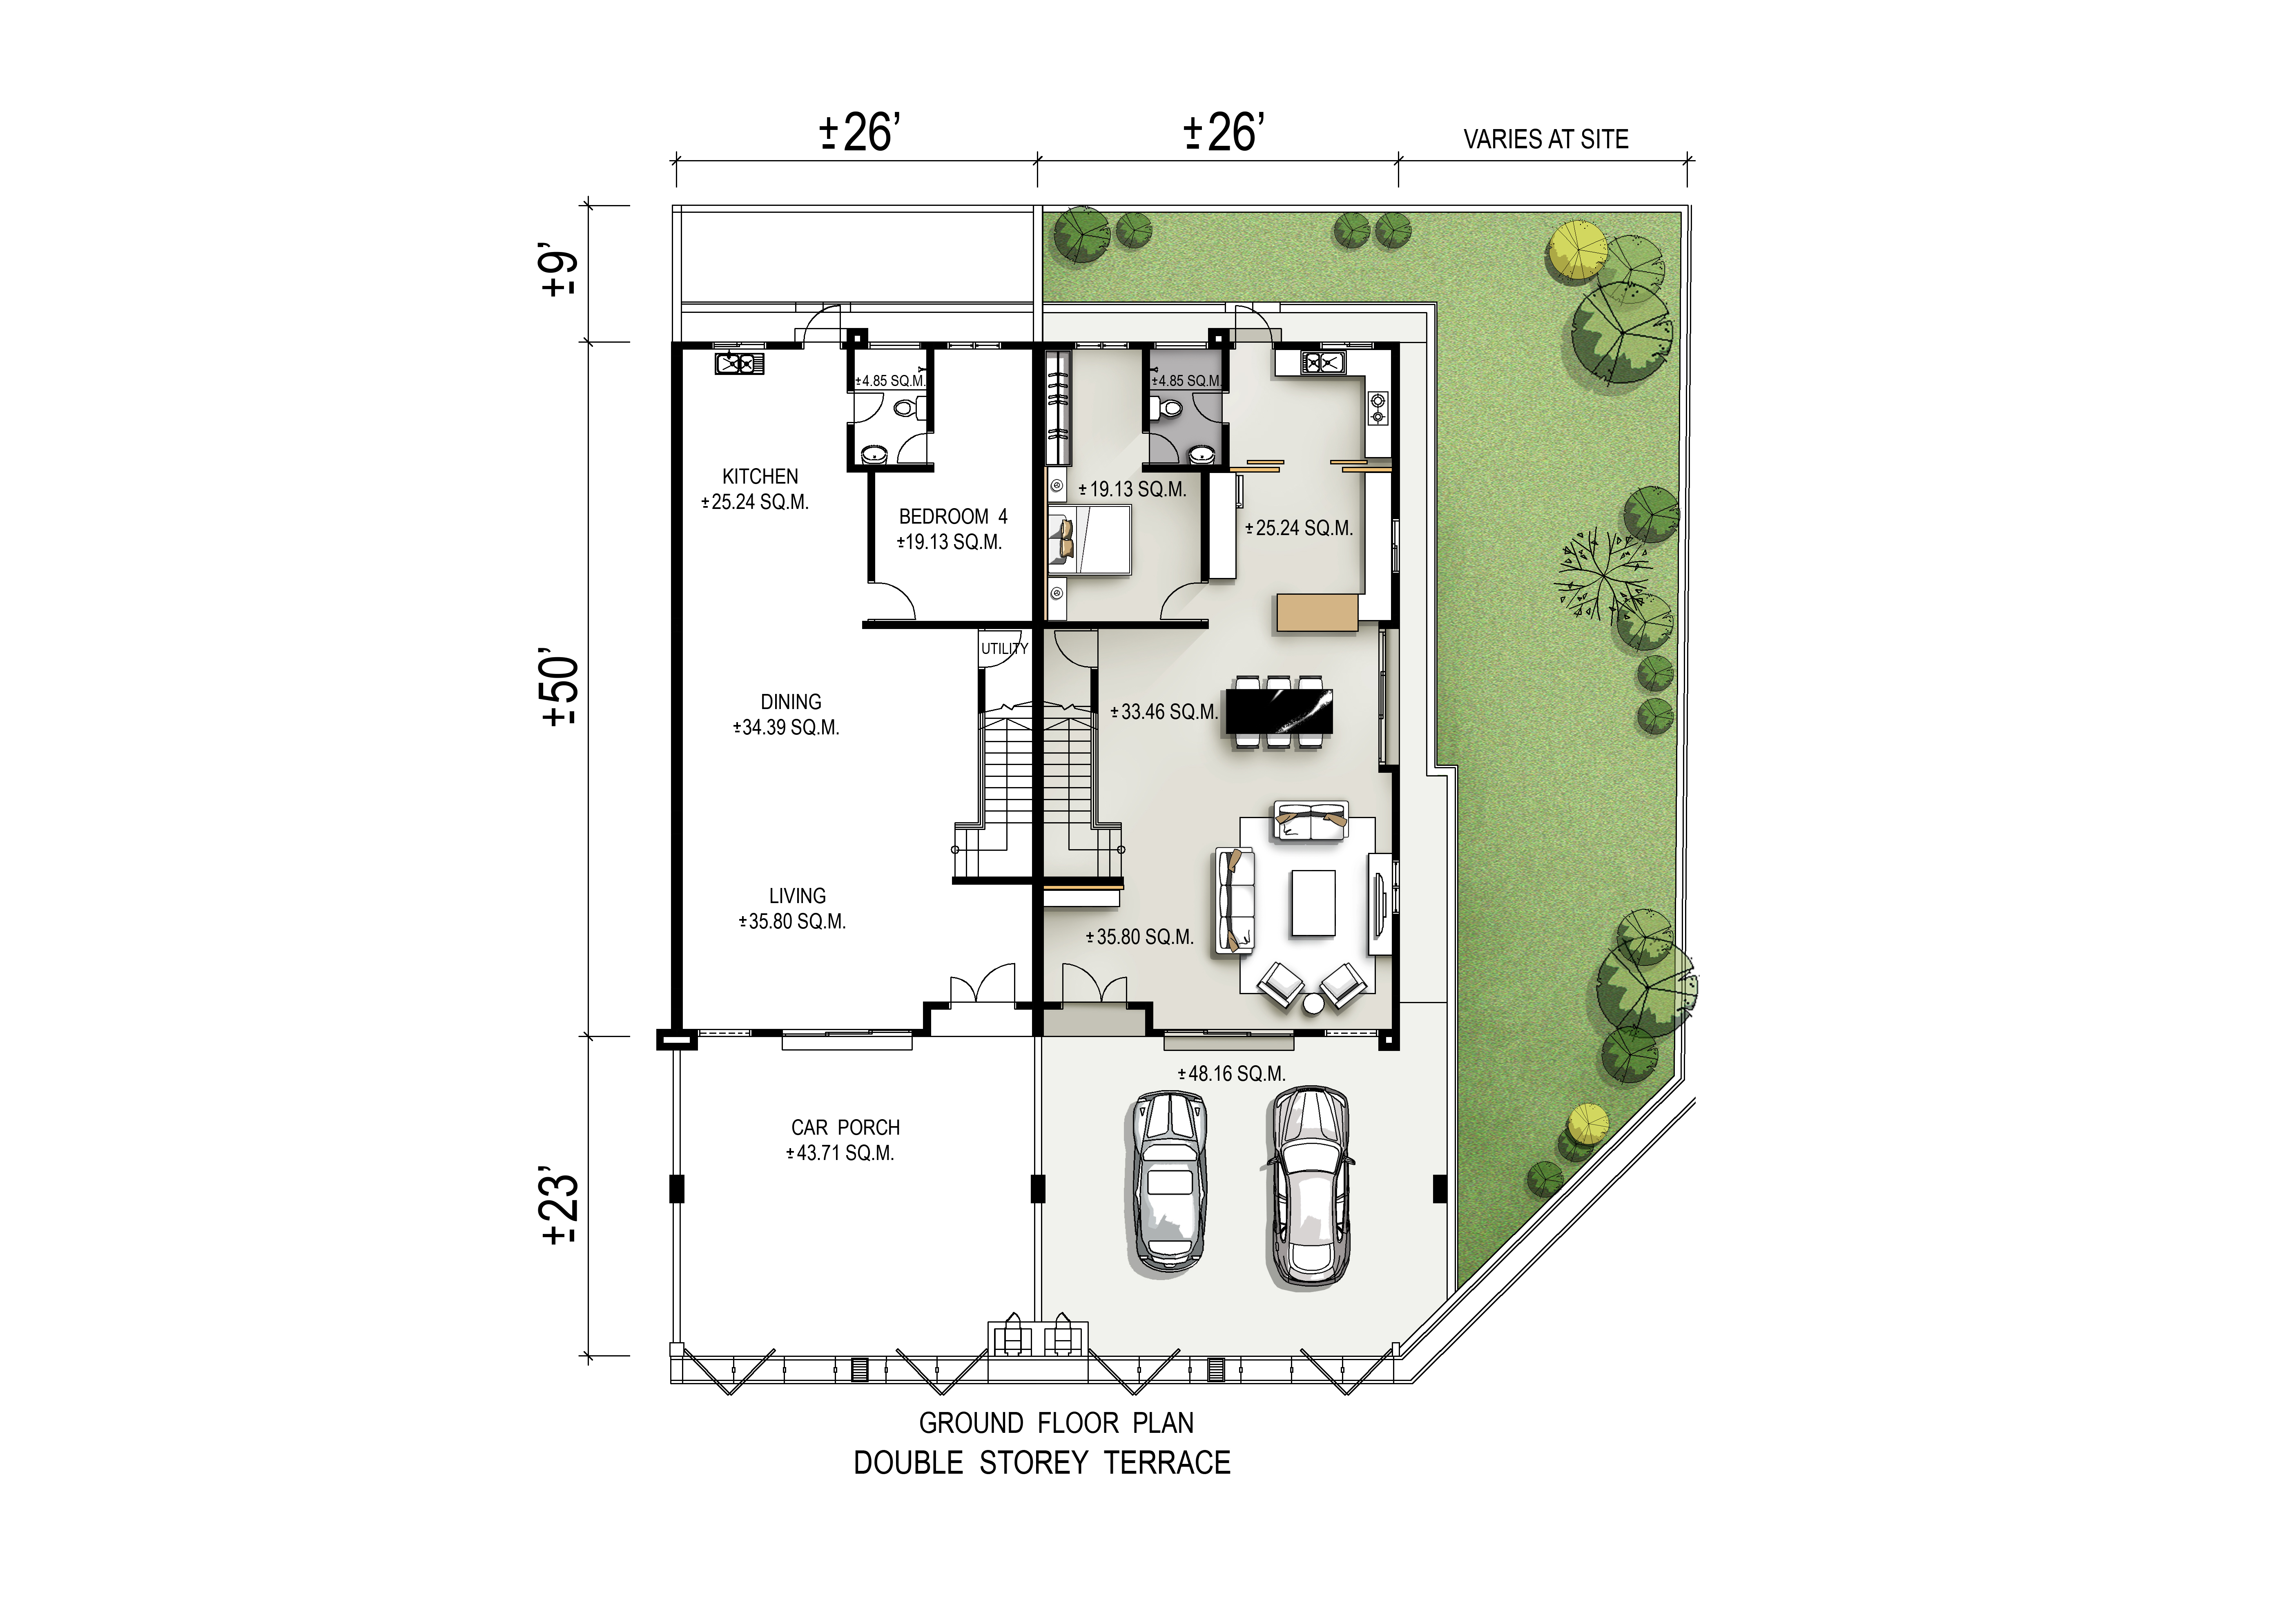 ±26’
±26’
VARIES AT SITE
±9’
±50’
±23’
±4.85 SQ.M.
±4.85 SQ.M.
KITCHEN
±25.24 SQ.M.
BEDROOM 4
±19.13 SQ.M.
±19.13 SQ.M.
±25.24 SQ.M.
UTILITY
DINING
±34.39 SQ.M.
±33.46 SQ.M.
LIVING
±35.80 SQ.M.
±35.80 SQ.M.
±48.16 SQ.M.
CAR PORCH
±43.71 SQ.M.
GROUND FLOOR PLAN
DOUBLE STOREY TERRACE